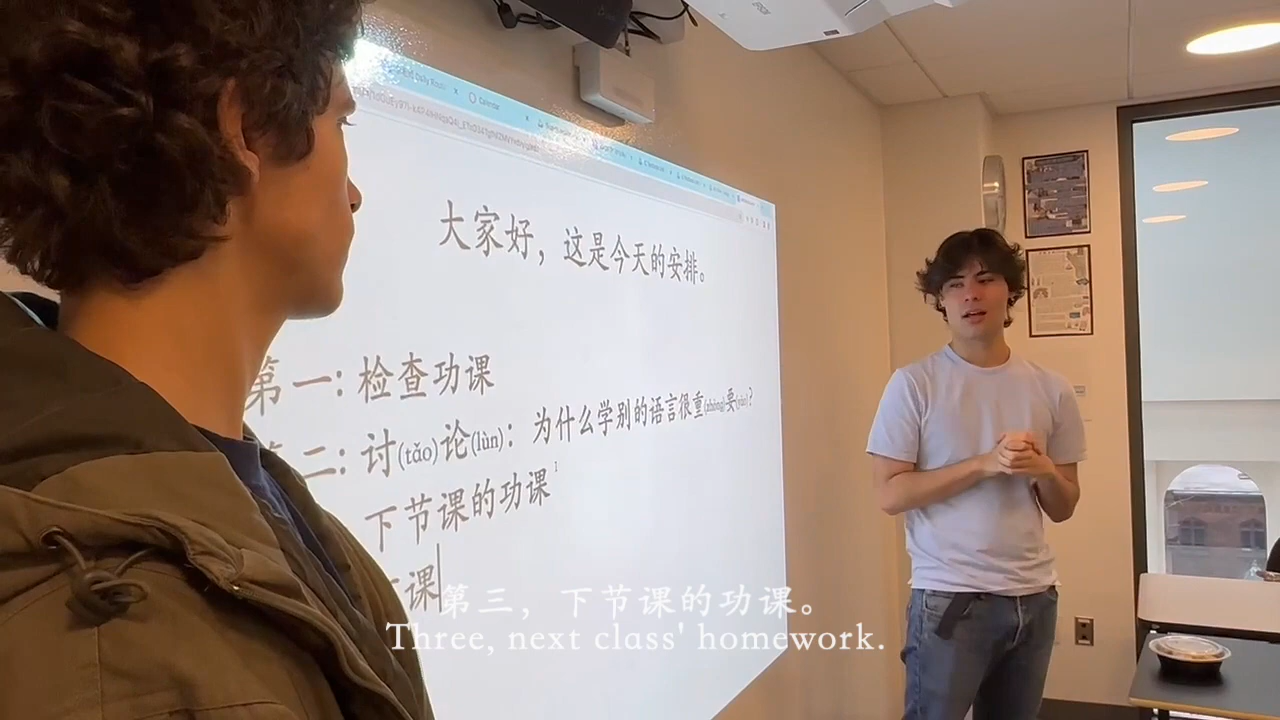 Calendar
大家好，这是今天的安排。
第一：检查功课
二：讨(tǎo)论(lùn)：为什么学别的语言很重(zhòng)要(yào)？
下节课的功课
课
第三，下节课的功课。
Three, next class' homework.